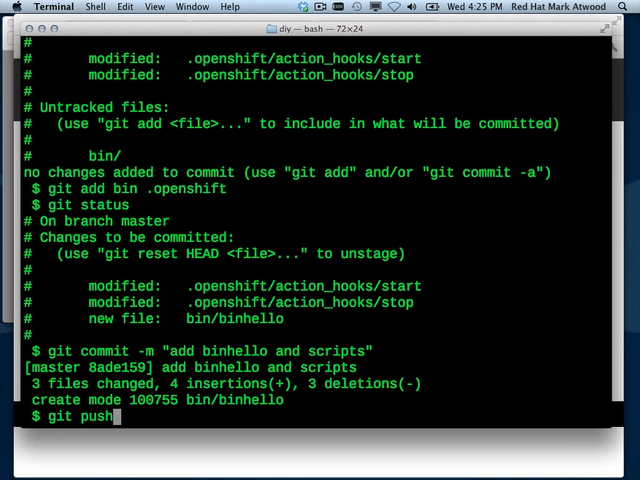 Terminal Shell Edit View Window Help Wed 4:25 PM Red Hat Mark Atwood
diy — bash — 72×24
#
# modified: .openshift/action_hooks/start
# modified: .openshift/action_hooks/stop
#
# Untracked files:
# (use "git add <file>..." to include in what will be committed)
#
# bin/
no changes added to commit (use "git add" and/or "git commit -a")
$ git add bin .openshift
$ git status
# On branch master
# Changes to be committed:
# (use "git reset HEAD <file>..." to unstage)
#
# modified: .openshift/action_hooks/start
# modified: .openshift/action_hooks/stop
# new file: bin/binhello
#
$ git commit -m "add binhello and scripts"
[master 8ade159] add binhello and scripts
3 files changed, 4 insertions(+), 3 deletions(-)
create mode 100755 bin/binhello
$ git push